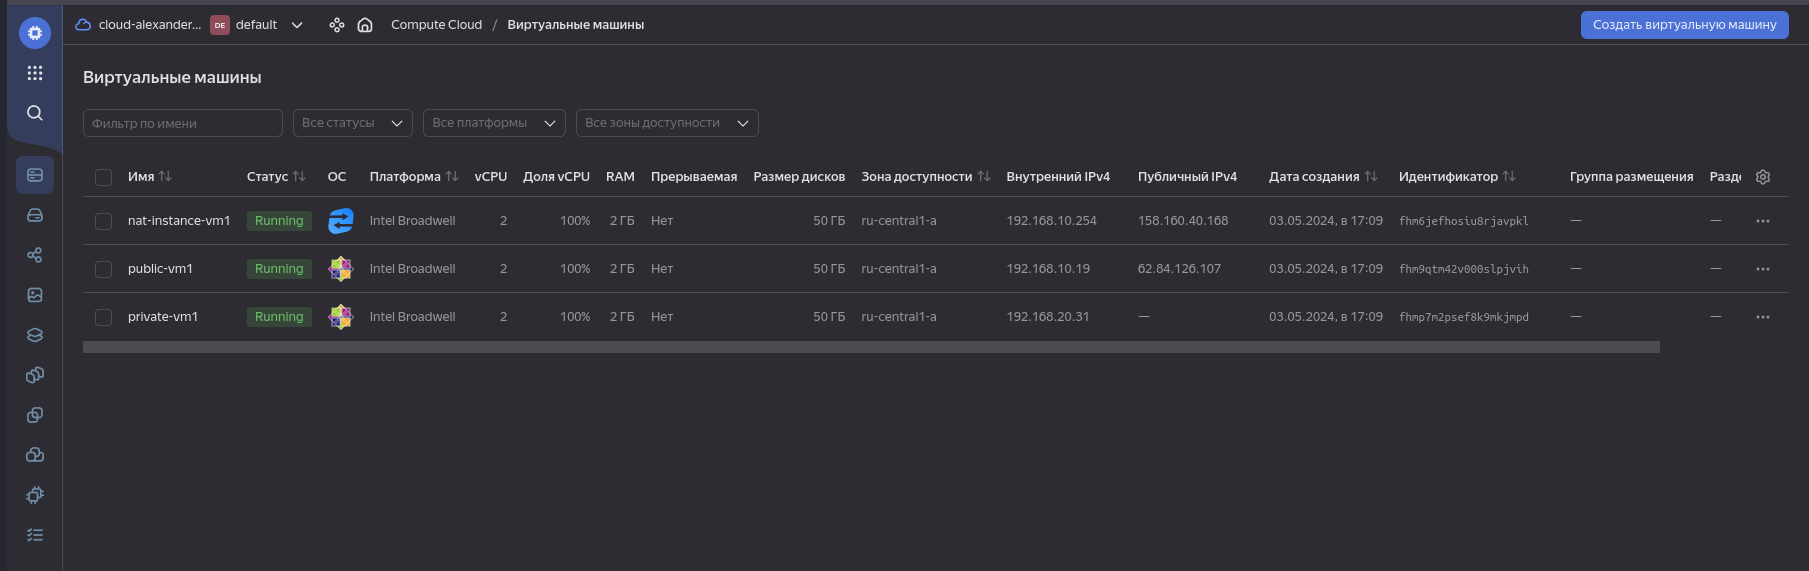 cloud-alexander... DE default Compute Cloud / Виртуальные машины Создать виртуальную машину
Виртуальные машины
Фильтр по имени Все статусы Все платформы Все зоны доступности
Имя Статус ОС Платформа vCPU Доля vCPU RAM Прерываемая Размер дисков Зона доступности Внутренний IPv4 Публичный IPv4 Дата создания Идентификатор Группа размещения
nat-instance-vm1 Running Intel Broadwell 2 100% 2 ГБ Нет 50 ГБ ru-central1-a 192.168.10.254 158.160.40.168 03.05.2024, в 17:09 fhm6jefhosiu8rjavpkl — — ...
public-vm1 Running Intel Broadwell 2 100% 2 ГБ Нет 50 ГБ ru-central1-a 192.168.10.19 62.84.126.107 03.05.2024, в 17:09 fhm9qtm42v000slpjvih — — ...
private-vm1 Running Intel Broadwell 2 100% 2 ГБ Нет 50 ГБ ru-central1-a 192.168.20.31 — 03.05.2024, в 17:09 fhmp7m2psef8k9mkjmpd — — ...